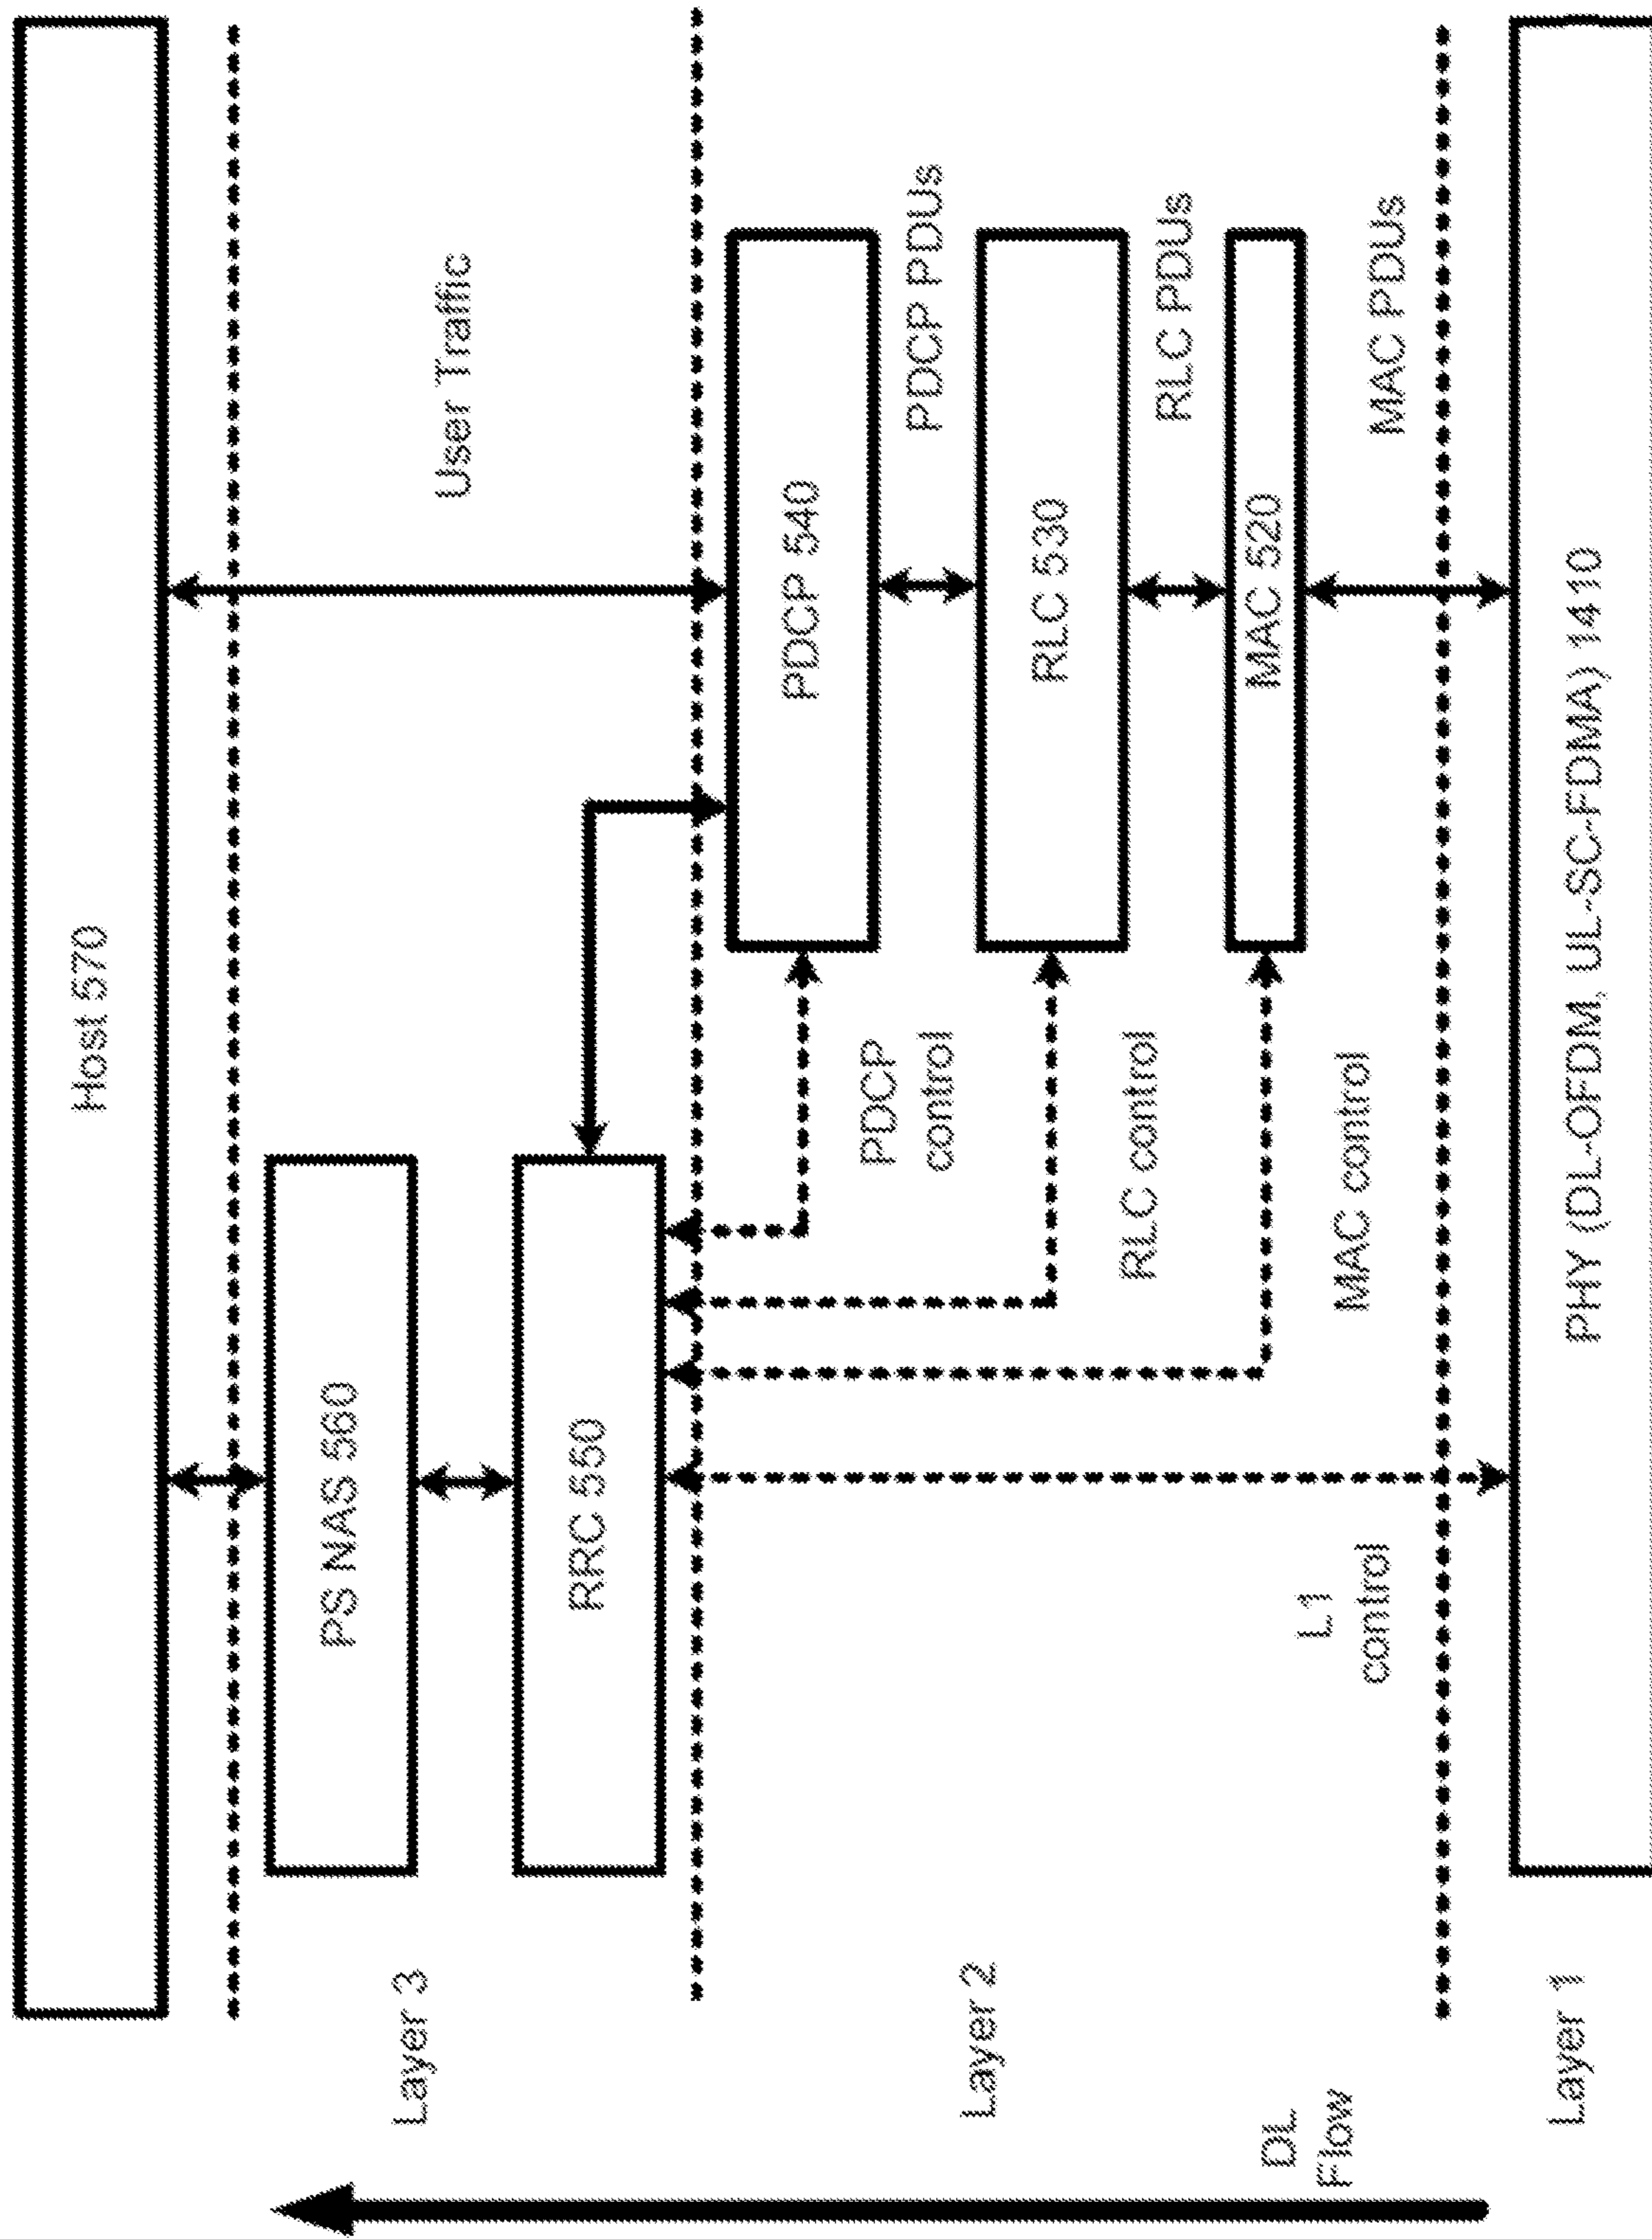 Host 570
User Traffic
Layer 3
PS NAS 560
RRC 550
Layer 2
PDCP 540
PDCP PDUs
PDCP
control
RLC 530
RLC PDUs
RLC control
MAC 520
MAC PDUs
MAC control
L1
control
DL
Flow
Layer 1
PHY (DL-OFDM, UL-SC-FDMA) 1410